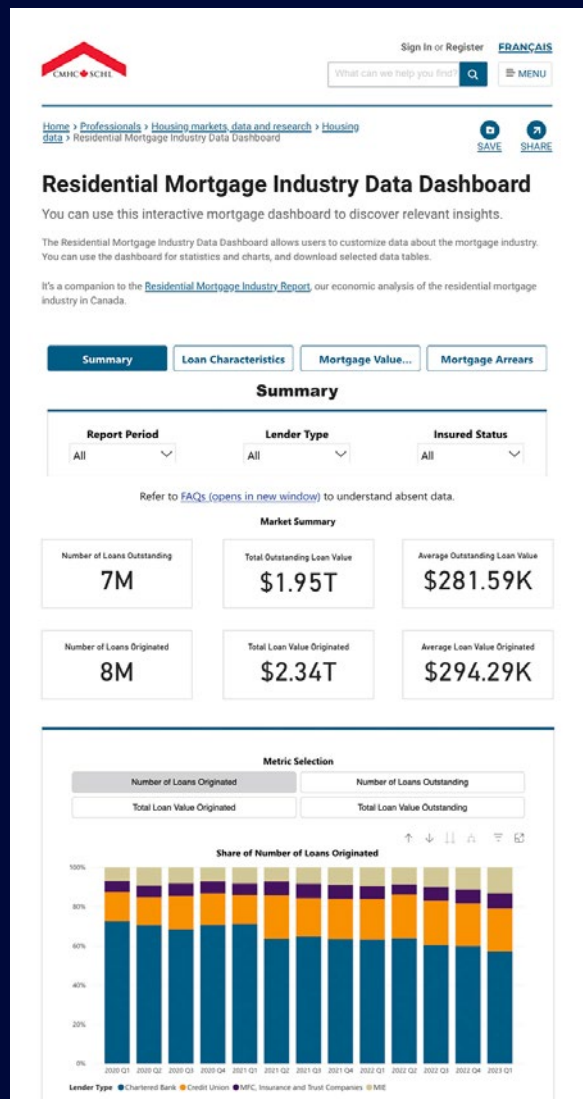 Sign In or Register FRANÇAIS
CMHC SCHL
What can we help you find?
MENU
Home > Professionals > Housing markets, data and research > Housing
data > Residential Mortgage Industry Data Dashboard
SAVE SHARE
Residential Mortgage Industry Data Dashboard
You can use this interactive mortgage dashboard to discover relevant insights.
The Residential Mortgage Industry Data Dashboard allows users to customize data about the mortgage industry.
You can use the dashboard for statistics and charts, and download selected data tables.
It's a companion to the Residential Mortgage Industry Report, our economic analysis of the residential mortgage
industry in Canada.
Summary Loan Characteristics Mortgage Value... Mortgage Arrears
Summary
Report Period Lender Type Insured Status
All All All
Refer to FAQs (opens in new window) to understand absent data.
Market Summary
Number of Loans Outstanding Total Outstanding Loan Value Average Outstanding Loan Value
7M $1.95T $281.59K
Number of Loans Originated Total Loan Value Originated Average Loan Value Originated
8M $2.34T $294.29K
Metric Selection
Number of Loans Originated Number of Loans Outstanding
Total Loan Value Originated Total Loan Value Outstanding
Share of Number of Loans Originated
100%
80%
60%
40%
20%
0%
2020 Q1 2020 Q2 2020 Q3 2020 Q4 2021 Q1 2021 Q2 2021 Q3 2021 Q4 2022 Q1 2022 Q2 2022 Q3 2022 Q4 2023 Q1
Lender Type Chartered Bank Credit Union MFC, Insurance and Trust Companies MIE